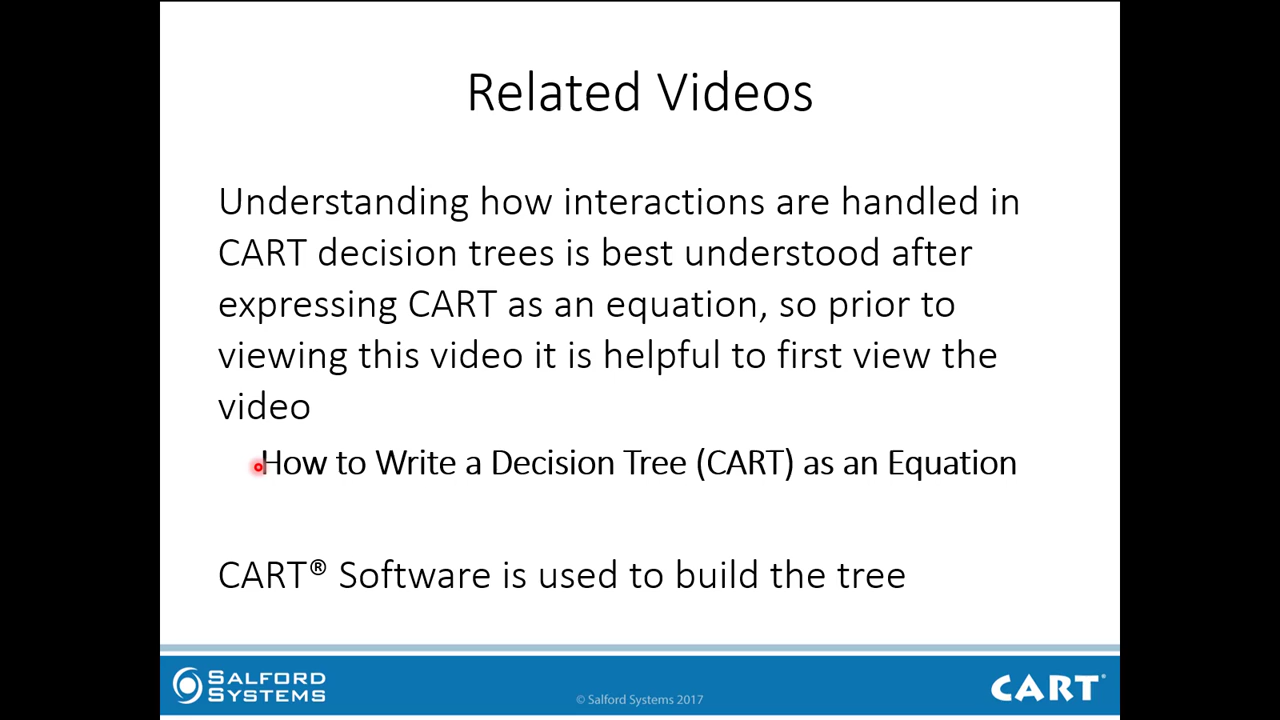 Related Videos
Understanding how interactions are handled in
CART decision trees is best understood after
expressing CART as an equation, so prior to
viewing this video it is helpful to first view the
video
How to Write a Decision Tree (CART) as an Equation
CART® Software is used to build the tree
SALFORD
SYSTEMS
© Salford Systems 2017
CART®